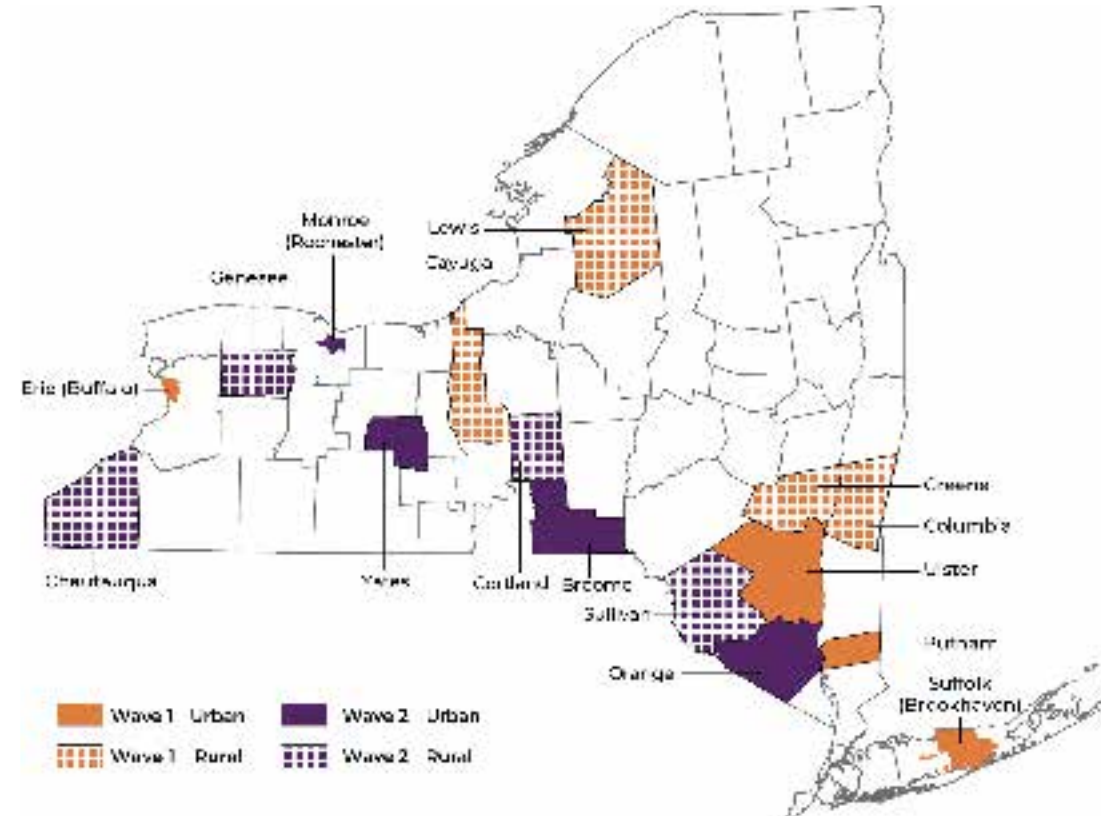 Monroe
(Rochester)
Lewis
Cayuga
Genesee
Erie (Buffalo)
Greene
Columbia
Chautauqua
Yates
Cortland
Broome
Ulster
Sullivan
Putnam
Orange
Suffolk
(Brookhaven)
Wave 1 Urban
Wave 2 Urban
Wave 1 Rural
Wave 2 Rural